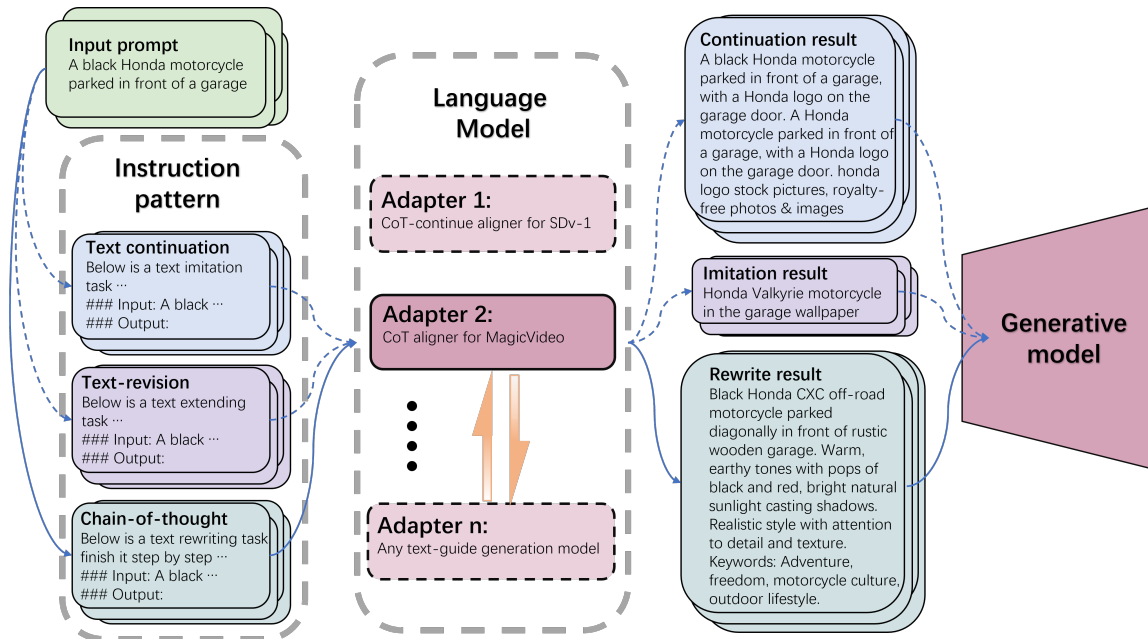 Input prompt
A black Honda motorcycle
parked in front of a garage
Instruction
pattern
Text continuation
Below is a text imitation
task ···
### Input: A black ···
### Output:
Text-revision
Below is a text extending
task ···
### Input: A black ···
### Output:
Chain-of-thought
Below is a text rewriting task
finish it step by step ···
### Input: A black ···
### Output:
Language
Model
Adapter 1:
CoT-continue aligner for SDv-1
Adapter 2:
CoT aligner for MagicVideo
Adapter n:
Any text-guide generation model
Continuation result
A black Honda motorcycle
parked in front of a garage,
with a Honda logo on the
garage door. A Honda
motorcycle parked in front of
a garage, with a Honda logo
on the garage door. honda
logo stock pictures, royalty-
free photos & images
Imitation result
Honda Valkyrie motorcycle
in the garage wallpaper
Rewrite result
Black Honda CXC off-road
motorcycle parked
diagonally in front of rustic
wooden garage. Warm,
earthy tones with pops of
black and red, bright natural
sunlight casting shadows.
Realistic style with attention
to detail and texture.
Keywords: Adventure,
freedom, motorcycle culture,
outdoor lifestyle.
Generative
model